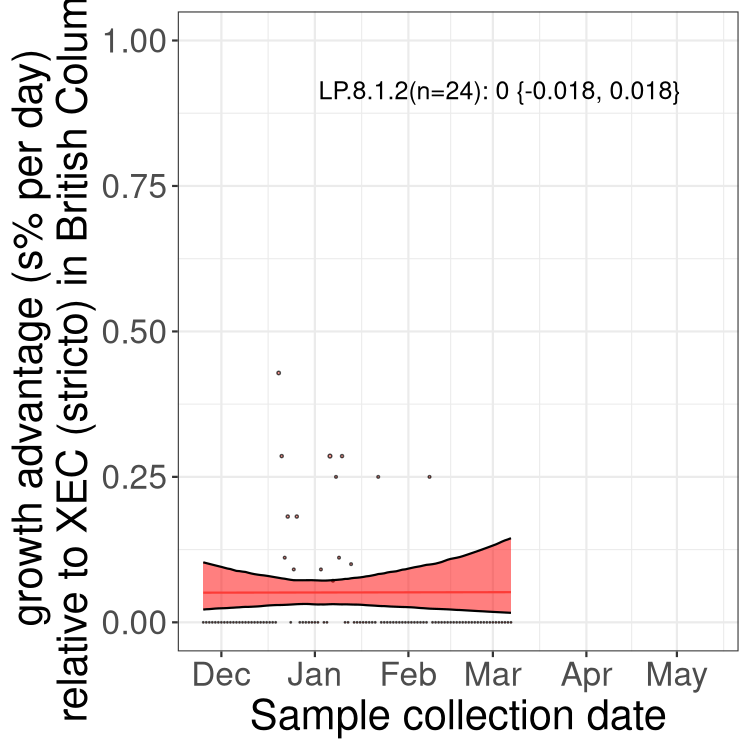 growth advantage (s% per day)
relative to XEC (stricto) in British Colum
1.00
0.75
0.50
0.25
0.00
LP.8.1.2(n=24): 0 {-0.018, 0.018}
Dec Jan Feb Mar Apr May
Sample collection date